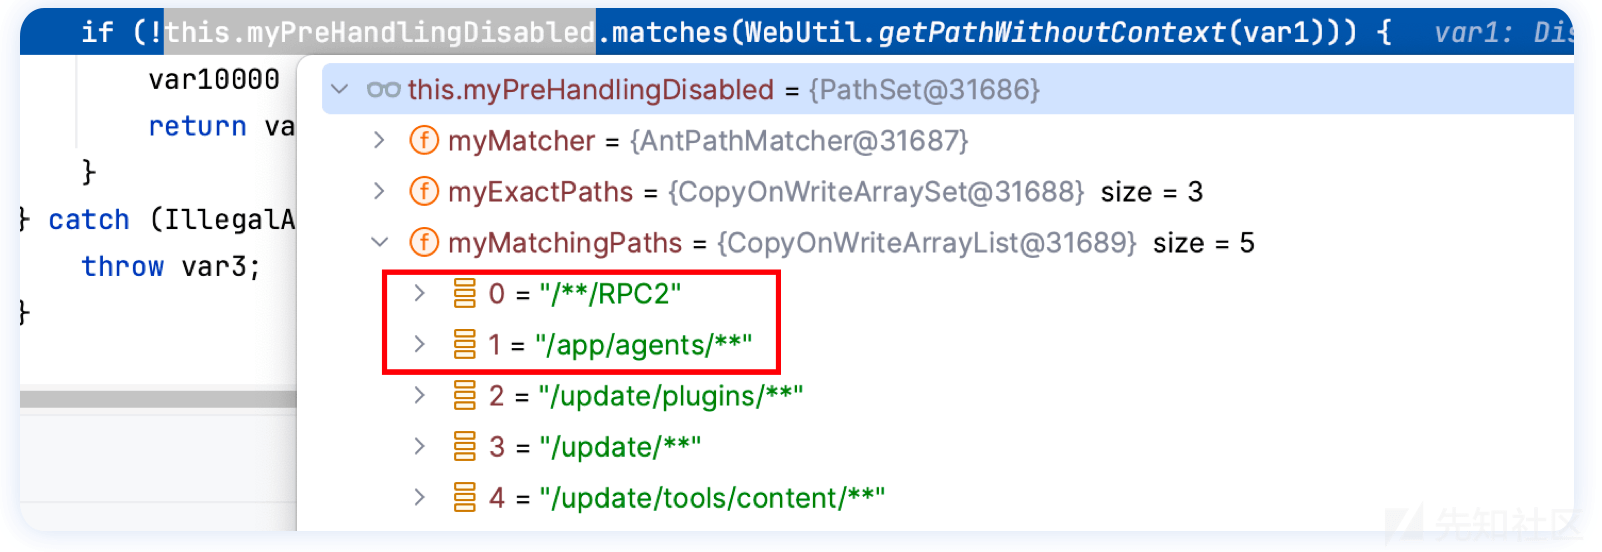 if (!this.myPreHandlingDisabled.matches(WebUtil.getPathWithoutContext(var1))) {   var1: Dis
var10000
return va
}
} catch (IllegalA
throw var3;
}
this.myPreHandlingDisabled = {PathSet@31686}
f myMatcher = {AntPathMatcher@31687}
f myExactPaths = {CopyOnWriteArraySet@31688} size = 3
f myMatchingPaths = {CopyOnWriteArrayList@31689} size = 5
0 = "/**/RPC2"
1 = "/app/agents/**"
2 = "/update/plugins/**"
3 = "/update/**"
4 = "/update/tools/content/**"
先知社区